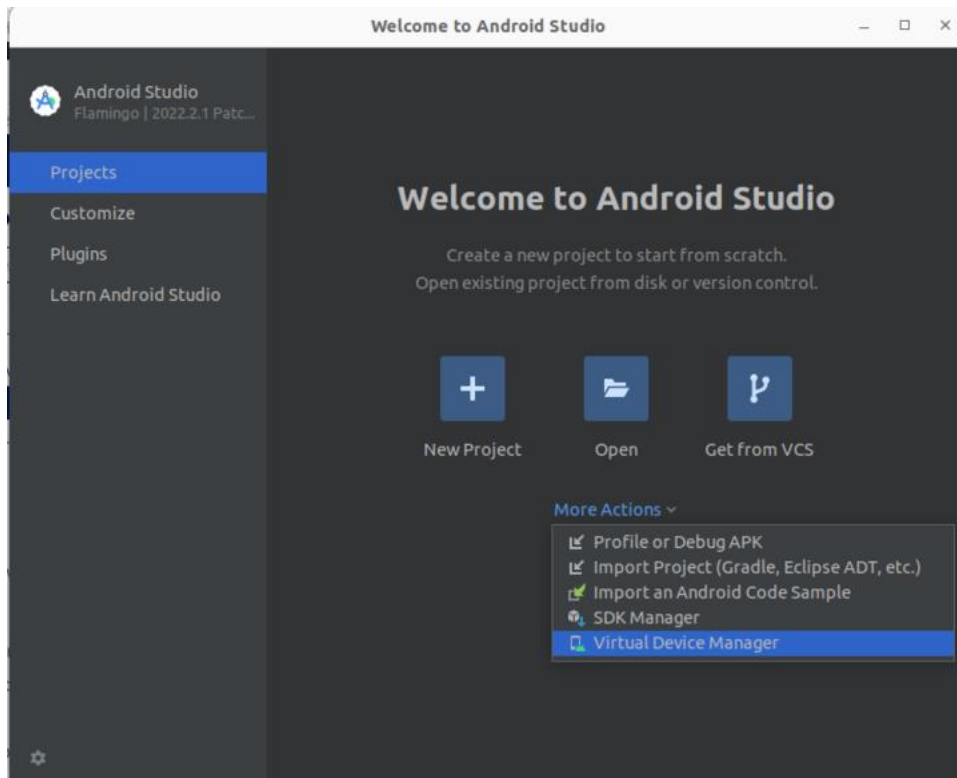 Welcome to Android Studio
Android Studio
Flamingo | 2022.2.1 Patc...
Projects
Customize
Plugins
Learn Android Studio
Welcome to Android Studio
Create a new project to start from scratch.
Open existing project from disk or version control.
New Project
Open
Get from VCS
More Actions
Profile or Debug APK
Import Project (Gradle, Eclipse ADT, etc.)
Import an Android Code Sample
SDK Manager
Virtual Device Manager